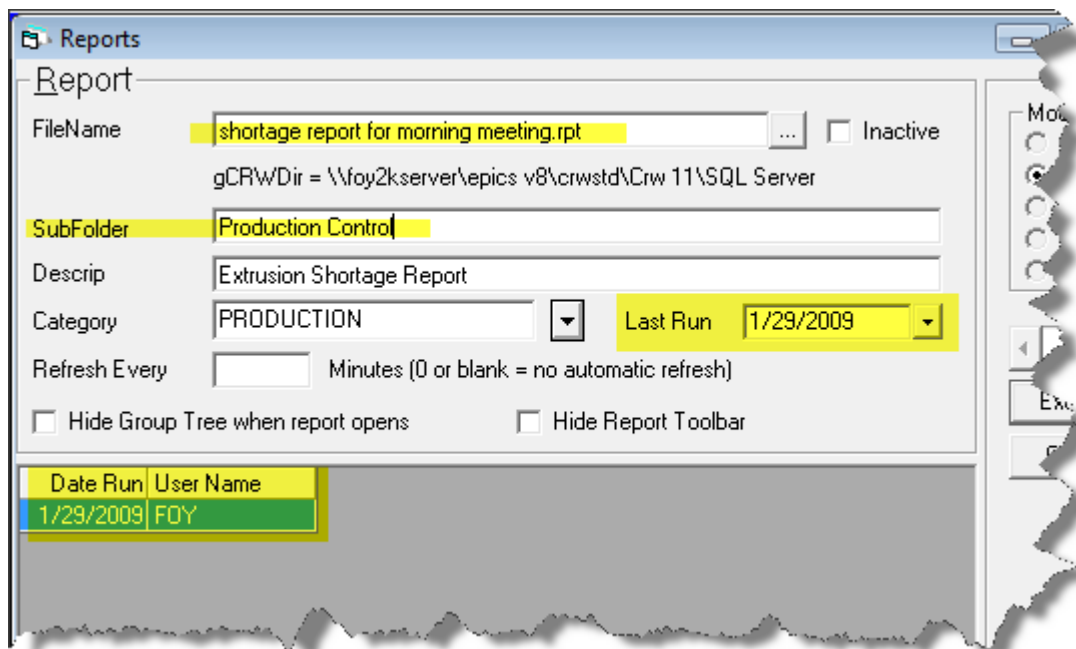 Reports
Report
FileName shortage report for morning meeting.rpt ... Inactive
gCRWDir = \\foy2kserver\epics v8\crwstd\Crw 11\SQL Server
SubFolder Production Control
Descrip Extrusion Shortage Report
Category PRODUCTION Last Run 1/29/2009
Refresh Every Minutes (0 or blank = no automatic refresh)
Hide Group Tree when report opens Hide Report Toolbar
Date Run User Name
1/29/2009 FOY